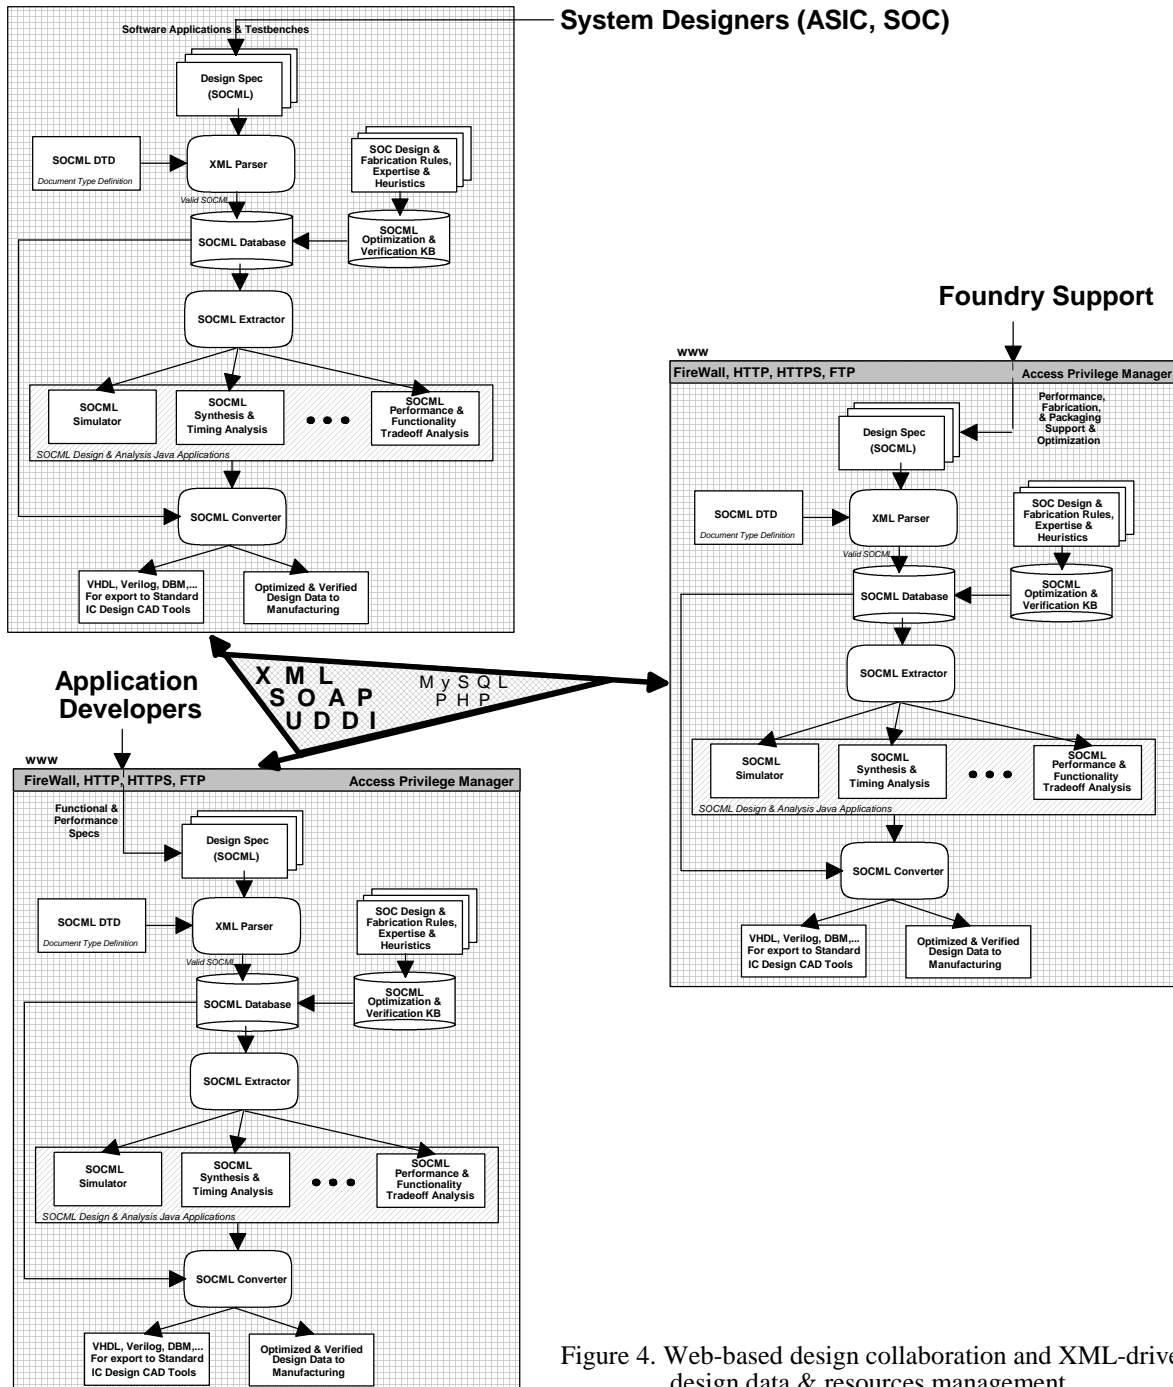 System Designers (ASIC, SOC)
Software Applications & Testbenches
Design Spec
(SOCML)
SOCML DTD
Document Type Definition
XML Parser
SOC Design &
Fabrication Rules,
Expertise &
Heuristics
Valid SOCML
SOCML Database
SOCML
Optimization &
Verification KB
SOCML Extractor
SOCML
Simulator
SOCML
Synthesis &
Timing Analysis
SOCML
Performance &
Functionality
Tradeoff Analysis
SOCML Design & Analysis Java Applications
SOCML Converter
VHDL, Verilog, DBM,...
For export to Standard
IC Design CAD Tools
Optimized & Verified
Design Data to
Manufacturing
Foundry Support
WWW
FireWall, HTTP, HTTPS, FTP
Access Privilege Manager
Performance,
Fabrication,
& Packaging
Support &
Optimization
Design Spec
(SOCML)
SOCML DTD
Document Type Definition
XML Parser
SOC Design &
Fabrication Rules,
Expertise &
Heuristics
Valid SOCML
SOCML Database
SOCML
Optimization &
Verification KB
SOCML Extractor
SOCML
Simulator
SOCML
Synthesis &
Timing Analysis
SOCML
Performance &
Functionality
Tradeoff Analysis
SOCML Design & Analysis Java Applications
SOCML Converter
VHDL, Verilog, DBM,...
For export to Standard
IC Design CAD Tools
Optimized & Verified
Design Data to
Manufacturing
XML
SOAP
UDDI
MySQL
PHP
Application
Developers
WWW
FireWall, HTTP, HTTPS, FTP
Access Privilege Manager
Functional &
Performance
Specs
Design Spec
(SOCML)
SOCML DTD
Document Type Definition
XML Parser
SOC Design &
Fabrication Rules,
Expertise &
Heuristics
Valid SOCML
SOCML Database
SOCML
Optimization &
Verification KB
SOCML Extractor
SOCML
Simulator
SOCML
Synthesis &
Timing Analysis
SOCML
Performance &
Functionality
Tradeoff Analysis
SOCML Design & Analysis Java Applications
SOCML Converter
VHDL, Verilog, DBM,...
For export to Standard
IC Design CAD Tools
Optimized & Verified
Design Data to
Manufacturing
Figure 4. Web-based design collaboration and XML-drive
design data & resources management